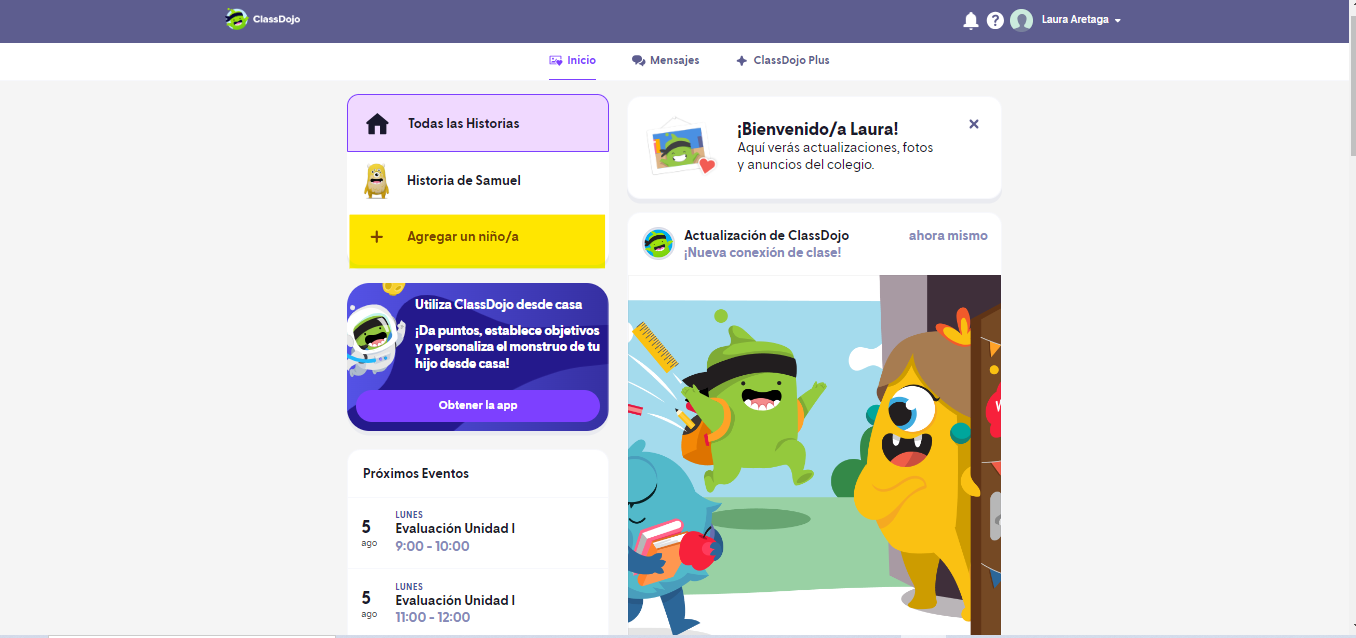 ClassDojo
Laura Aretaga
Inicio
Mensajes
ClassDojo Plus
Todas las Historias
Historia de Samuel
+ Agregar un niño/a
Utiliza ClassDojo desde casa
¡Da puntos, establece objetivos
y personaliza el monstruo de tu
hijo desde casa!
Obtener la app
Próximos Eventos
LUNES
5 Evaluación Unidad I
ago 9:00 - 10:00
LUNES
5 Evaluación Unidad I
ago 11:00 - 12:00
¡Bienvenido/a Laura!
Aquí verás actualizaciones, fotos
y anuncios del colegio.
Actualización de ClassDojo
ahora mismo
¡Nueva conexión de clase!